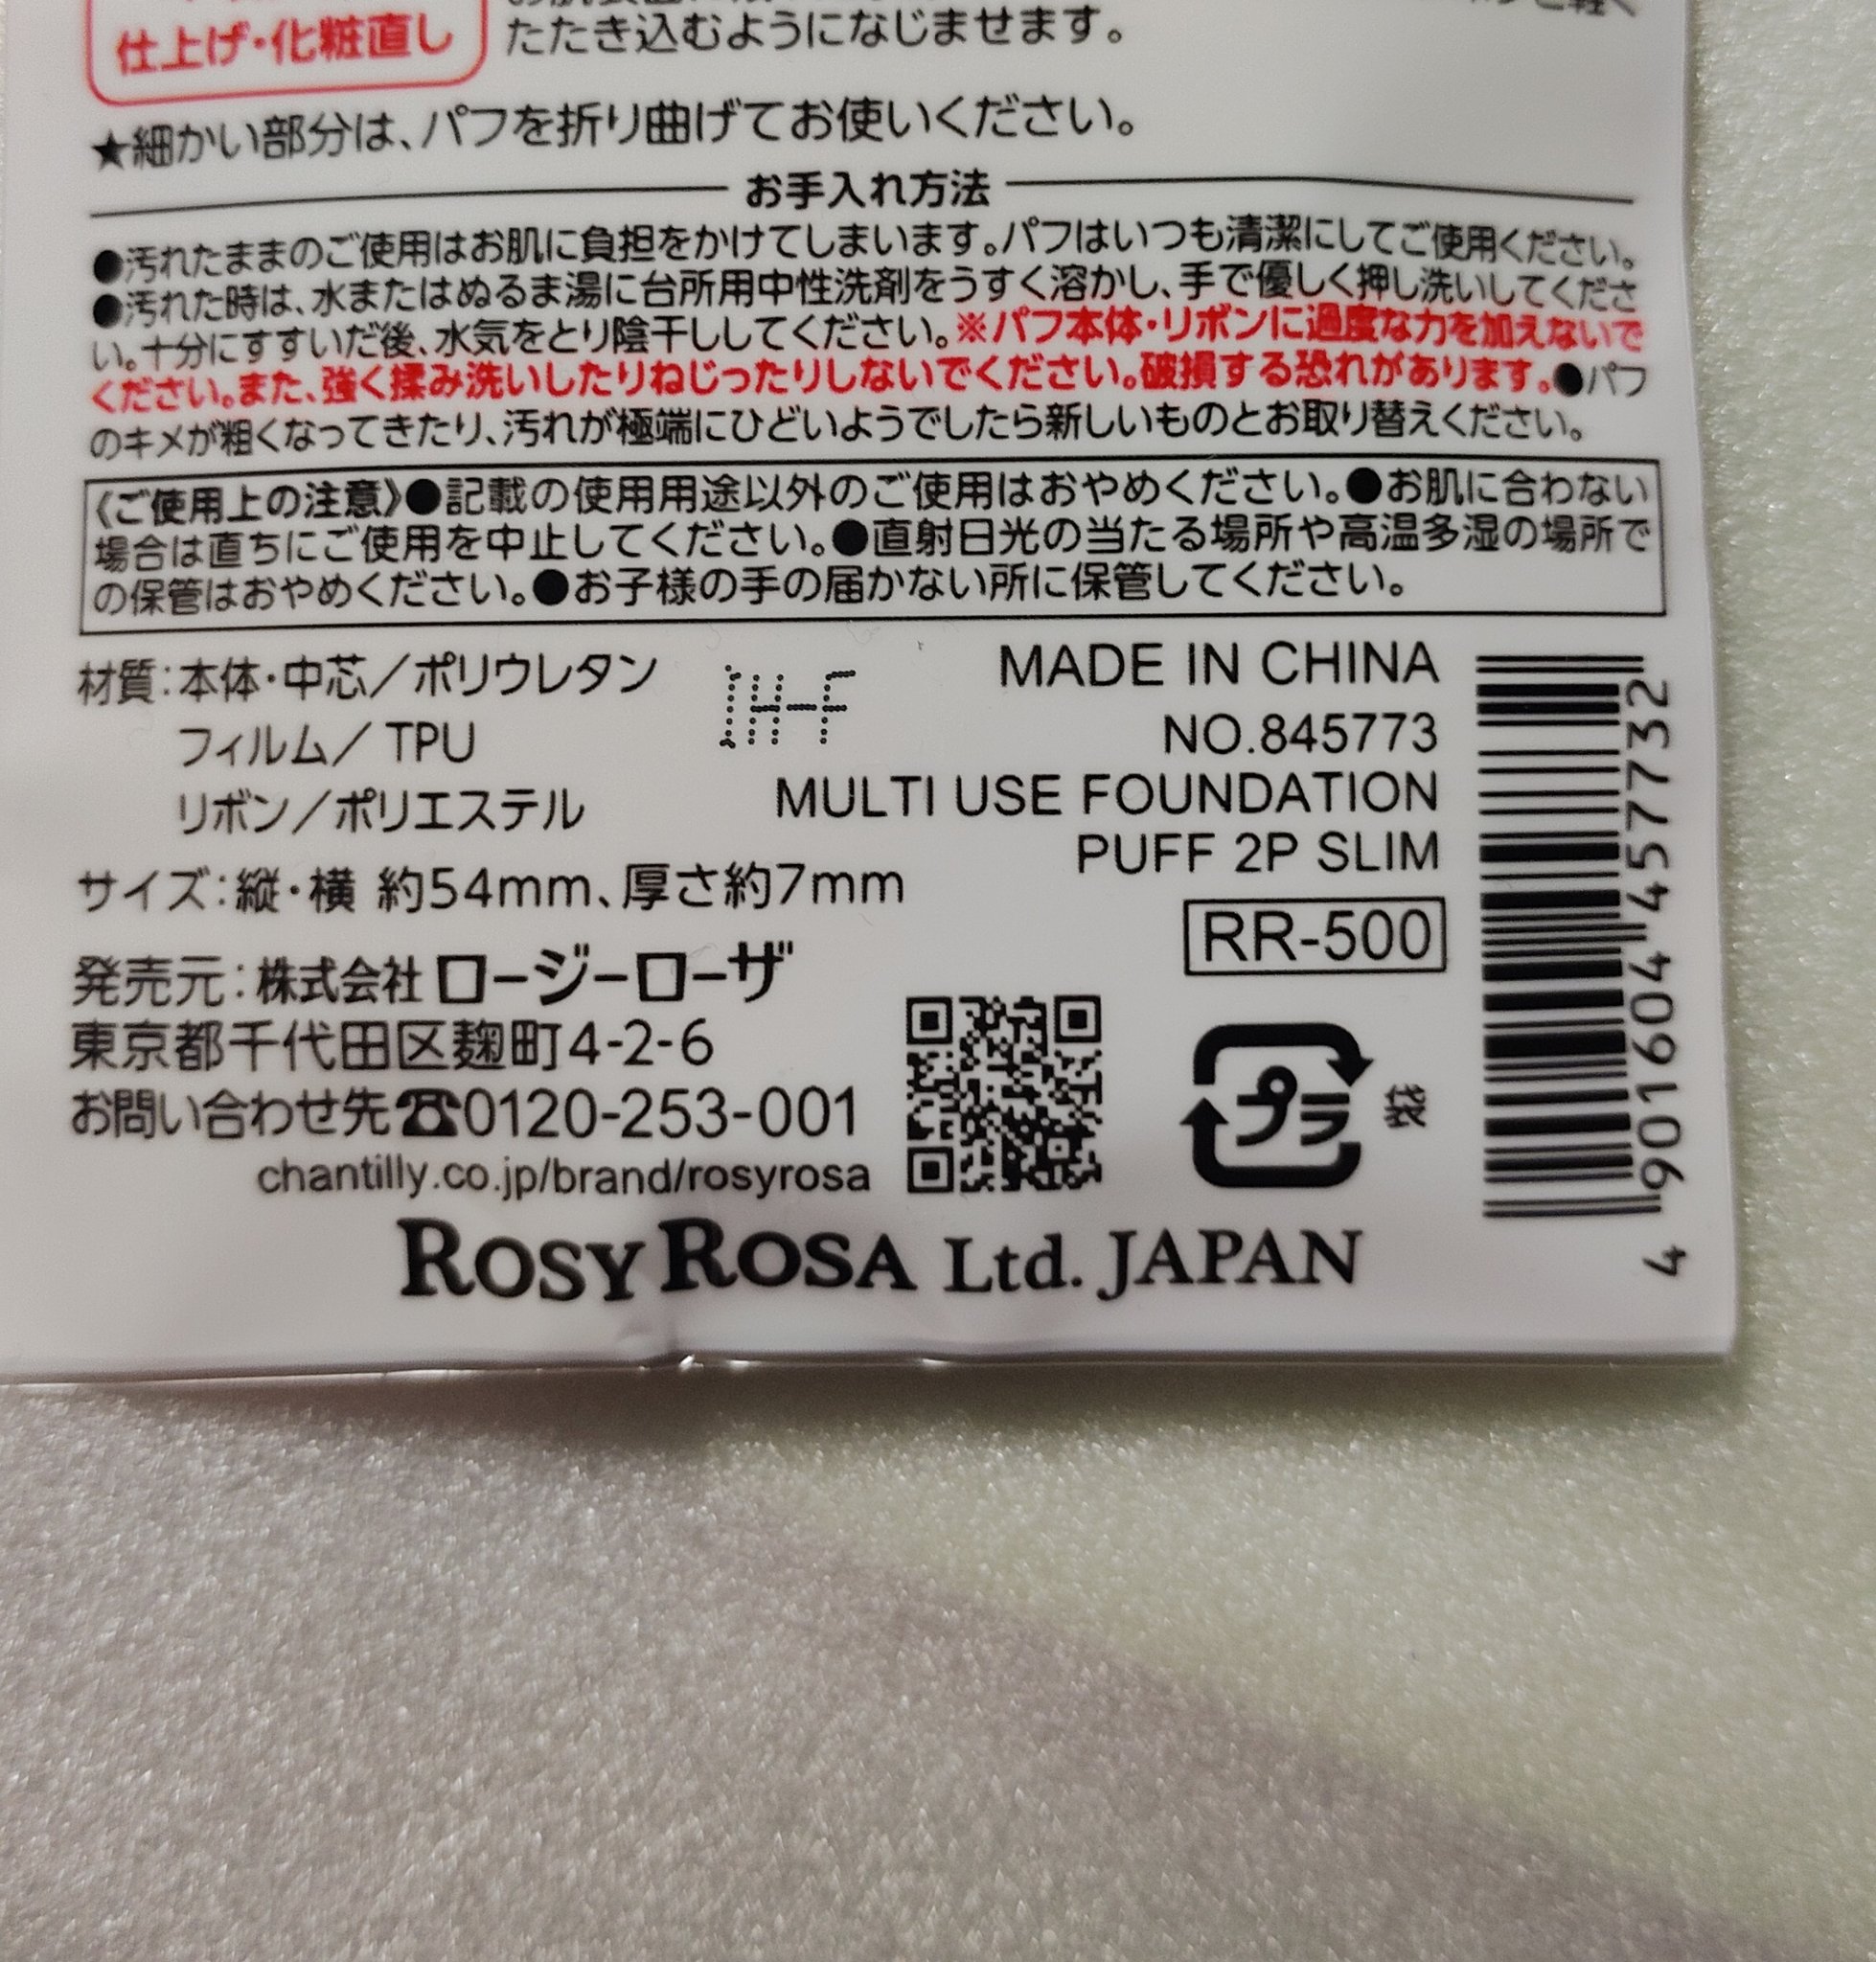 仕上げ・化粧直し
たたき込むようになじませます。
★細かい部分は、パフを折り曲げてお使いください。
お手入れ方法
●汚れたままのご使用はお肌に負担をかけてしまいます。パフはいつも清潔にしてご使用ください。
●汚れた時は、水またはぬるま湯に台所用中性洗剤をうすく溶かし、手で優しく押し洗いしてくださ
い。十分にすすいだ後、水気をとり陰干ししてください。※パフ本体・リボンに過度な力を加えないで
ください。また、強く揉み洗いしたりねじったりしないでください。破損する恐れがあります。●パフ
のキメが粗くなってきたり、汚れが極端にひどいようでしたら新しいものとお取り替えください。
《ご使用上の注意》●記載の使用用途以外のご使用はおやめください。●お肌に合わない
場合は直ちにご使用を中止してください。●直射日光の当たる場所や高温多湿の場所で
の保管はおやめください。●お子様の手の届かない所に保管してください。
材質：本体・中芯／ポリウレタン
フィルム／TPU
リボン／ポリエステル
サイズ：縦・横 約54mm、厚さ約7mm
発売元：株式会社ロージーローザ
東京都千代田区麹町4-2-6
お問い合わせ先☎0120-253-001
chantilly.co.jp/brand/rosyrosa
1H-F
MADE IN CHINA
NO.845773
MULTI USE FOUNDATION
PUFF 2P SLIM
RR-500
プラ
袋
4 901604 457732
ROSY ROSA Ltd. JAPAN